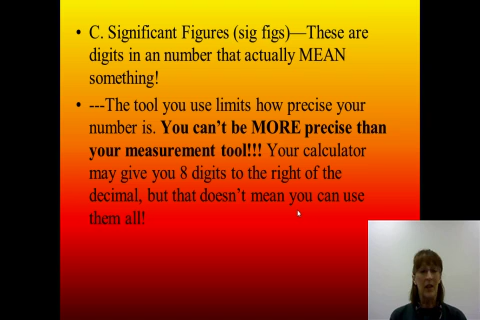 • C. Significant Figures (sig figs)—These are
digits in an number that actually MEAN
something!
• ---The tool you use limits how precise your
number is. You can't be MORE precise than
your measurement tool!!! Your calculator
may give you 8 digits to the right of the
decimal, but that doesn't mean you can use
them all!